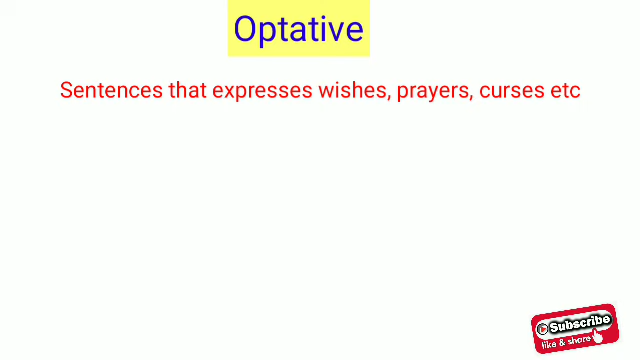 Optative
Sentences that expresses wishes, prayers, curses etc
Subscribe
like & share